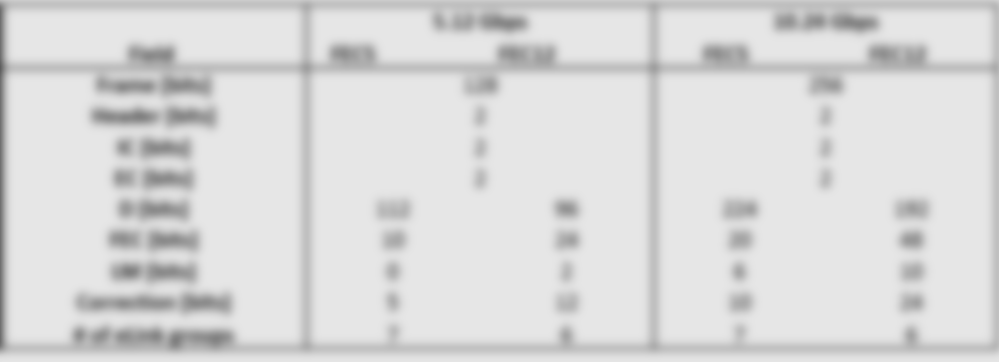 5.12 Gbps 10.24 Gbps
Field FEC5 FEC12 FEC5 FEC12
Frame [bits] 128 256
Header [bits] 2 2
IC [bits] 2 2
EC [bits] 2 2
D [bits] 112 96 224 192
FEC [bits] 10 24 20 48
LM [bits] 0 2 6 10
Correction [bits] 5 12 10 24
# of eLink groups 7 6 7 6